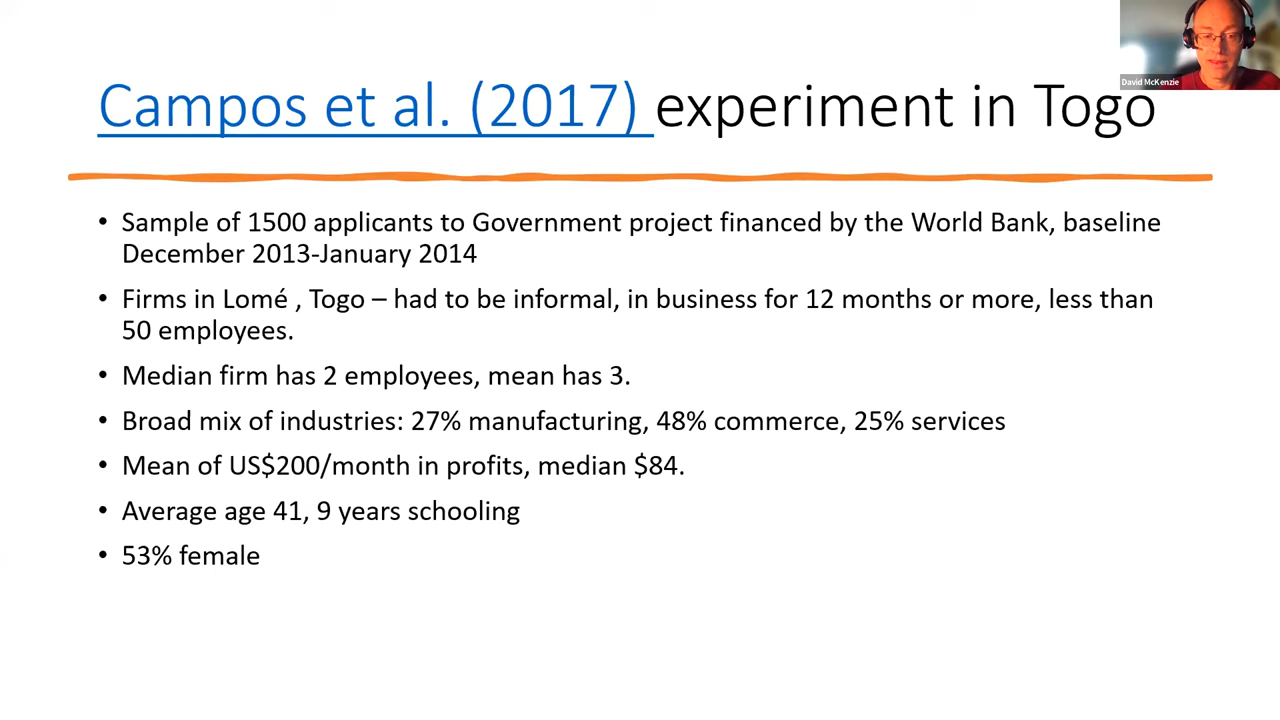 David McKenzie
Campos et al. (2017) experiment in Togo
• Sample of 1500 applicants to Government project financed by the World Bank, baseline
December 2013-January 2014
• Firms in Lomé , Togo – had to be informal, in business for 12 months or more, less than
50 employees.
• Median firm has 2 employees, mean has 3.
• Broad mix of industries: 27% manufacturing, 48% commerce, 25% services
• Mean of US$200/month in profits, median $84.
• Average age 41, 9 years schooling
• 53% female